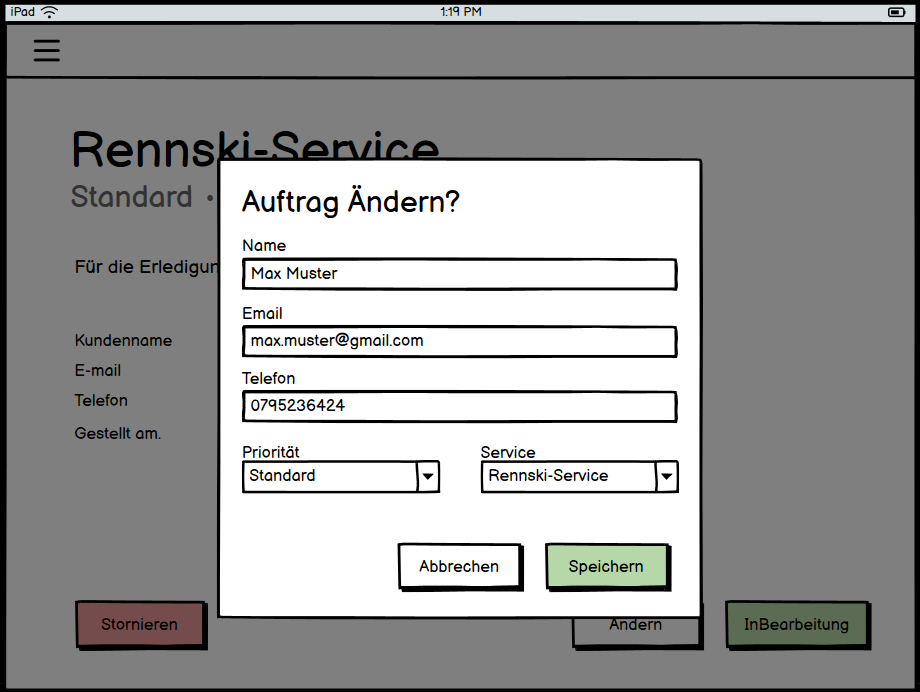 iPad 1:19 PM
Rennski-Service
Standard •
Auftrag Ändern?
Name
Max Muster
Für die Erledigun
Email
max.muster@gmail.com
Kundenname
E-mail
Telefon
0795236424
Telefon
Gestellt am.
Priorität Service
Standard Rennski-Service
Abbrechen Speichern
Stornieren Ändern InBearbeitung